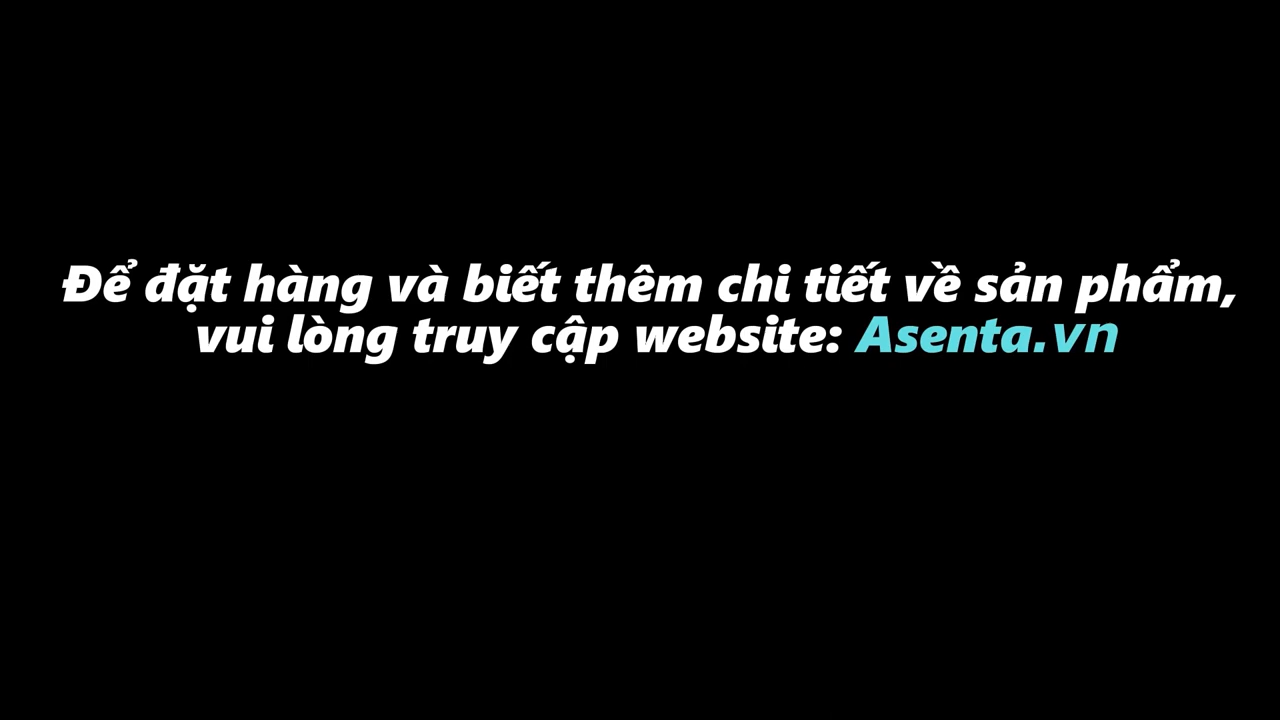 Để đặt hàng và biết thêm chi tiết về sản phẩm,
vui lòng truy cập website: Asenta.vn